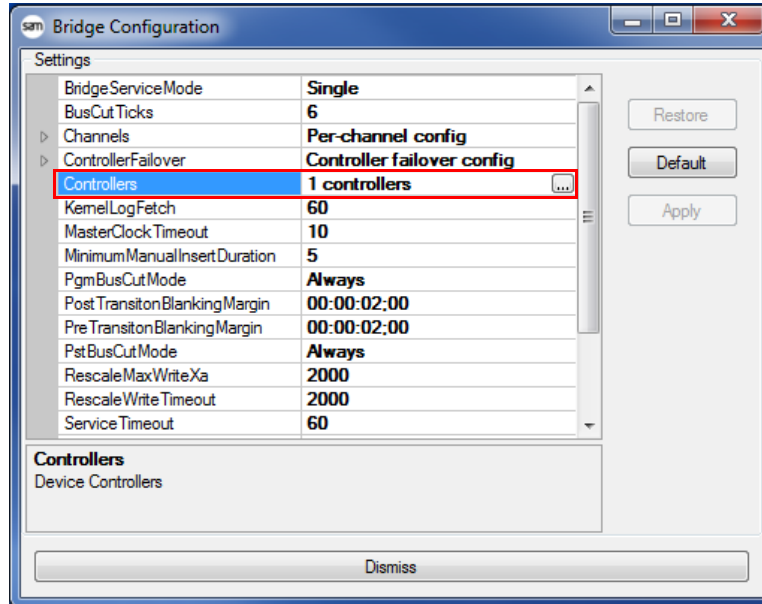 sam Bridge Configuration
Settings
BridgeServiceMode Single
BusCutTicks 6
Channels Per-channel config
ControllerFailover Controller failover config
Controllers 1 controllers ...
KernelLogFetch 60
MasterClockTimeout 10
MinimumManualInsertDuration 5
PgmBusCutMode Always
PostTransitonBlankingMargin 00:00:02;00
PreTransitonBlankingMargin 00:00:02;00
PstBusCutMode Always
RescaleMaxWriteXa 2000
RescaleWriteTimeout 2000
ServiceTimeout 60
Restore
Default
Apply
Controllers
Device Controllers
Dismiss